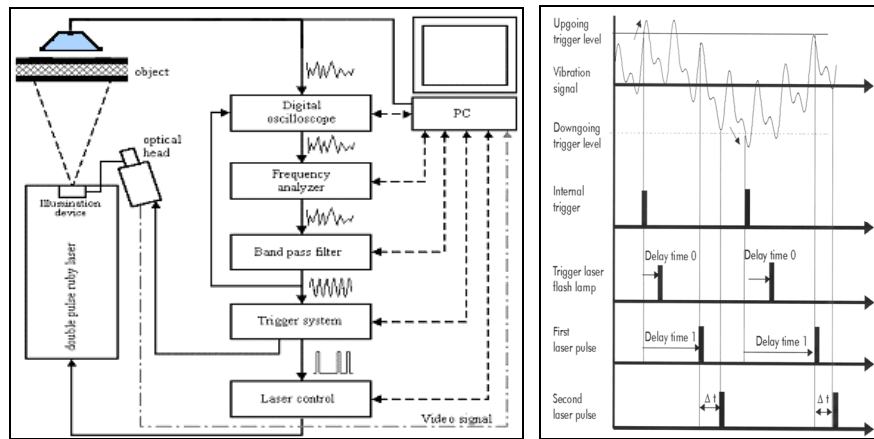 object
optical
head
Illumination
device
double pulse ruby laser
Digital
oscilloscope
PC
Frequency
analyzer
Band pass filter
Trigger system
Laser control
Video signal
Upgoing
trigger level
Vibration
signal
Downgoing
trigger level
Internal
trigger
Trigger laser
flash lamp
Delay time 0
Delay time 0
First
laser pulse
Delay time 1
Delay time 1
Second
laser pulse
Δ t
Δ t